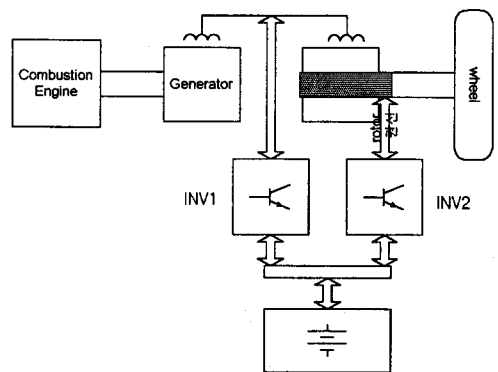 Combustion
Engine
Generator
wheel
rotor
INV1
INV2